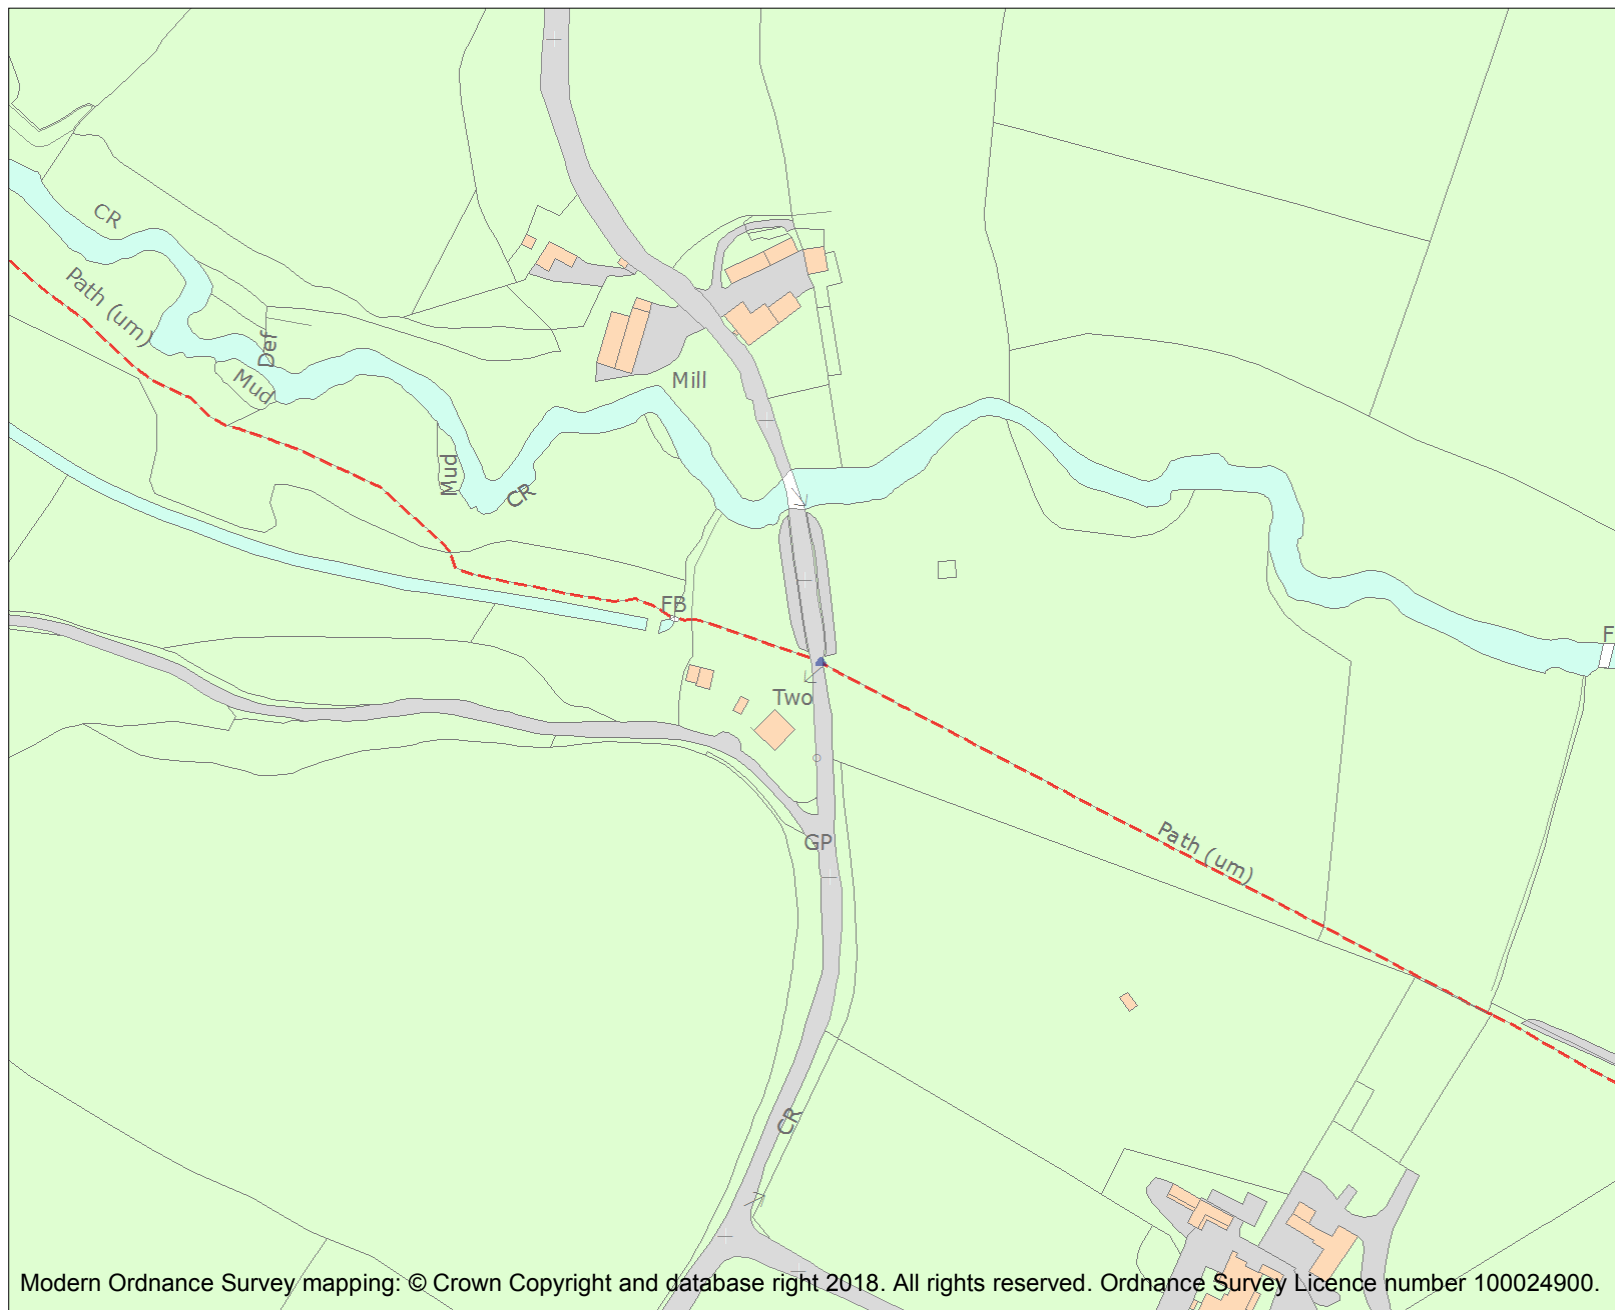 CR
Path (um)
Def
Mud
Mill
Mud
CR
FB
F
Two
Path (um)
GP
CR
Modern Ordnance Survey mapping: © Crown Copyright and database right 2018. All rights reserved. Ordnance Survey Licence number 100024900.